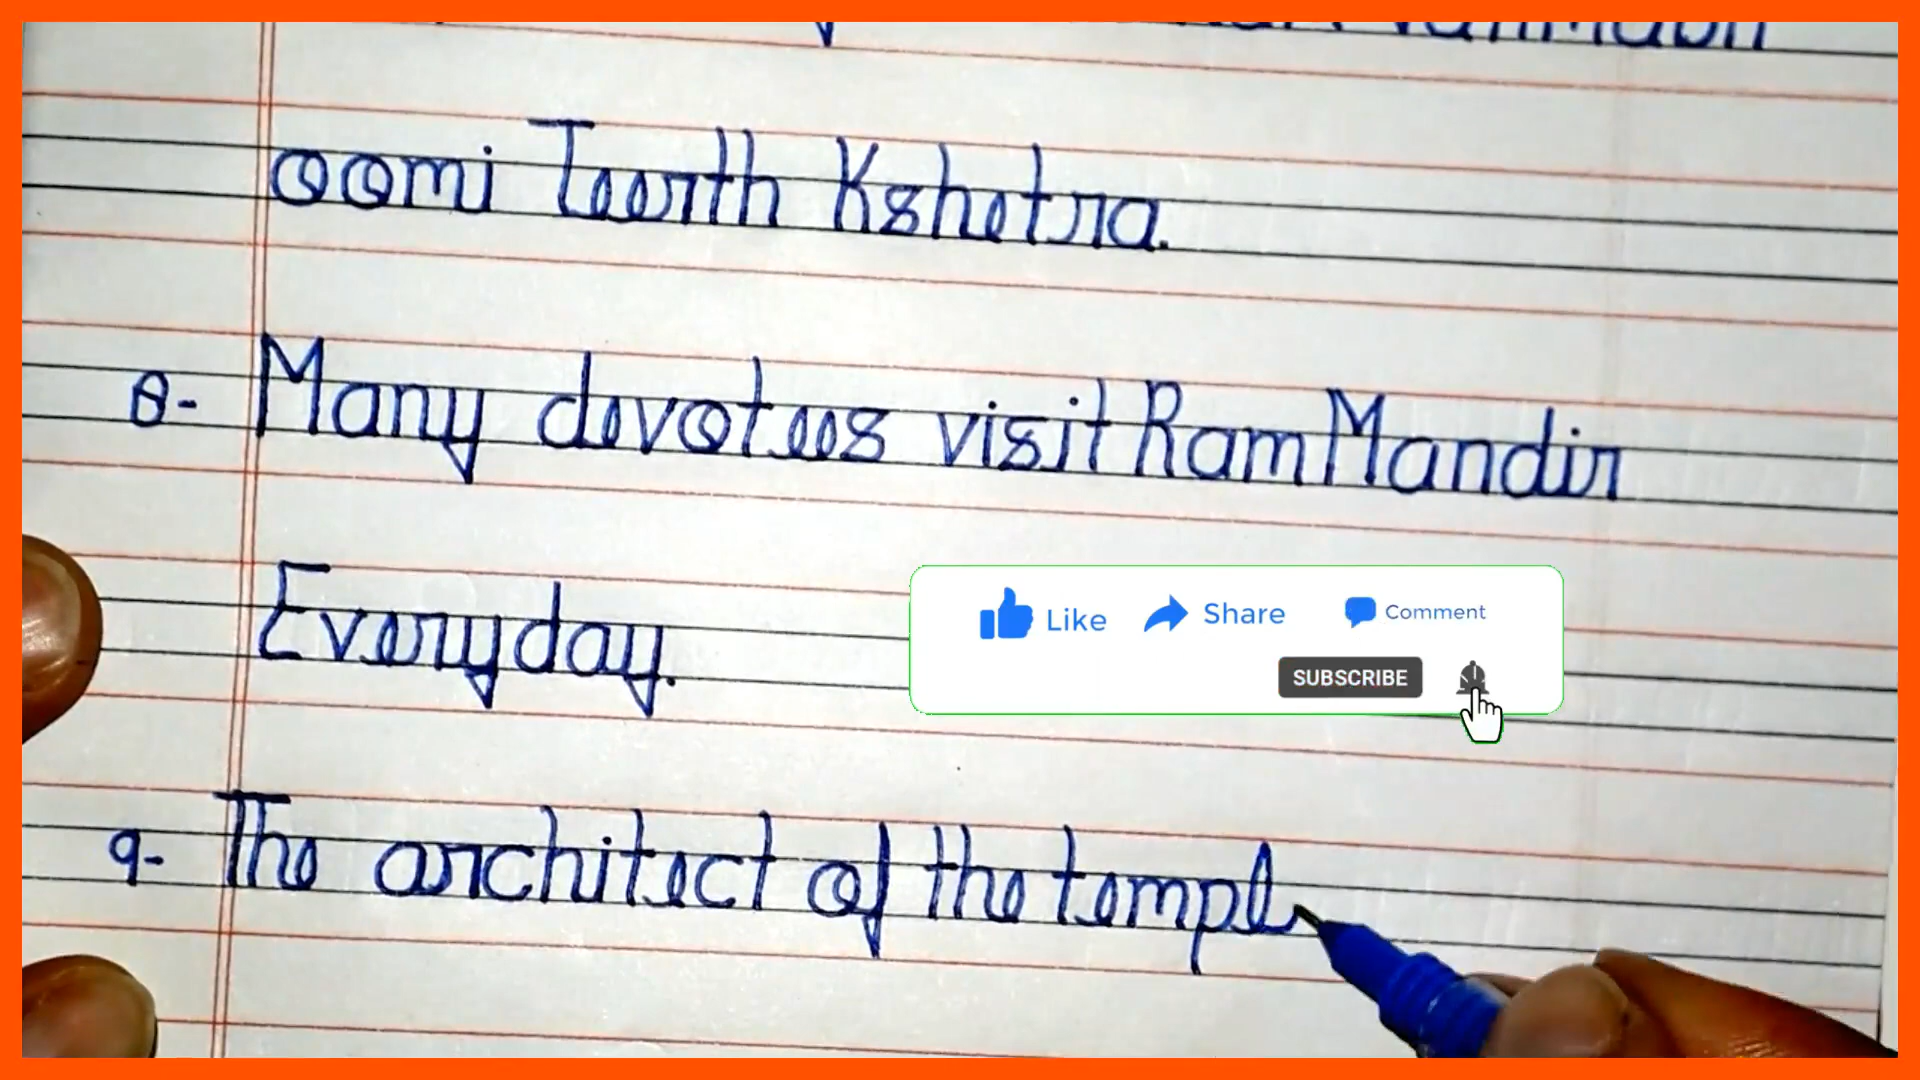 oomi Teerth Kshetra.
8- Many devotees visit Ram Mandir
Everyday.
Like Share Comment
SUBSCRIBE
9- The architect of the templ